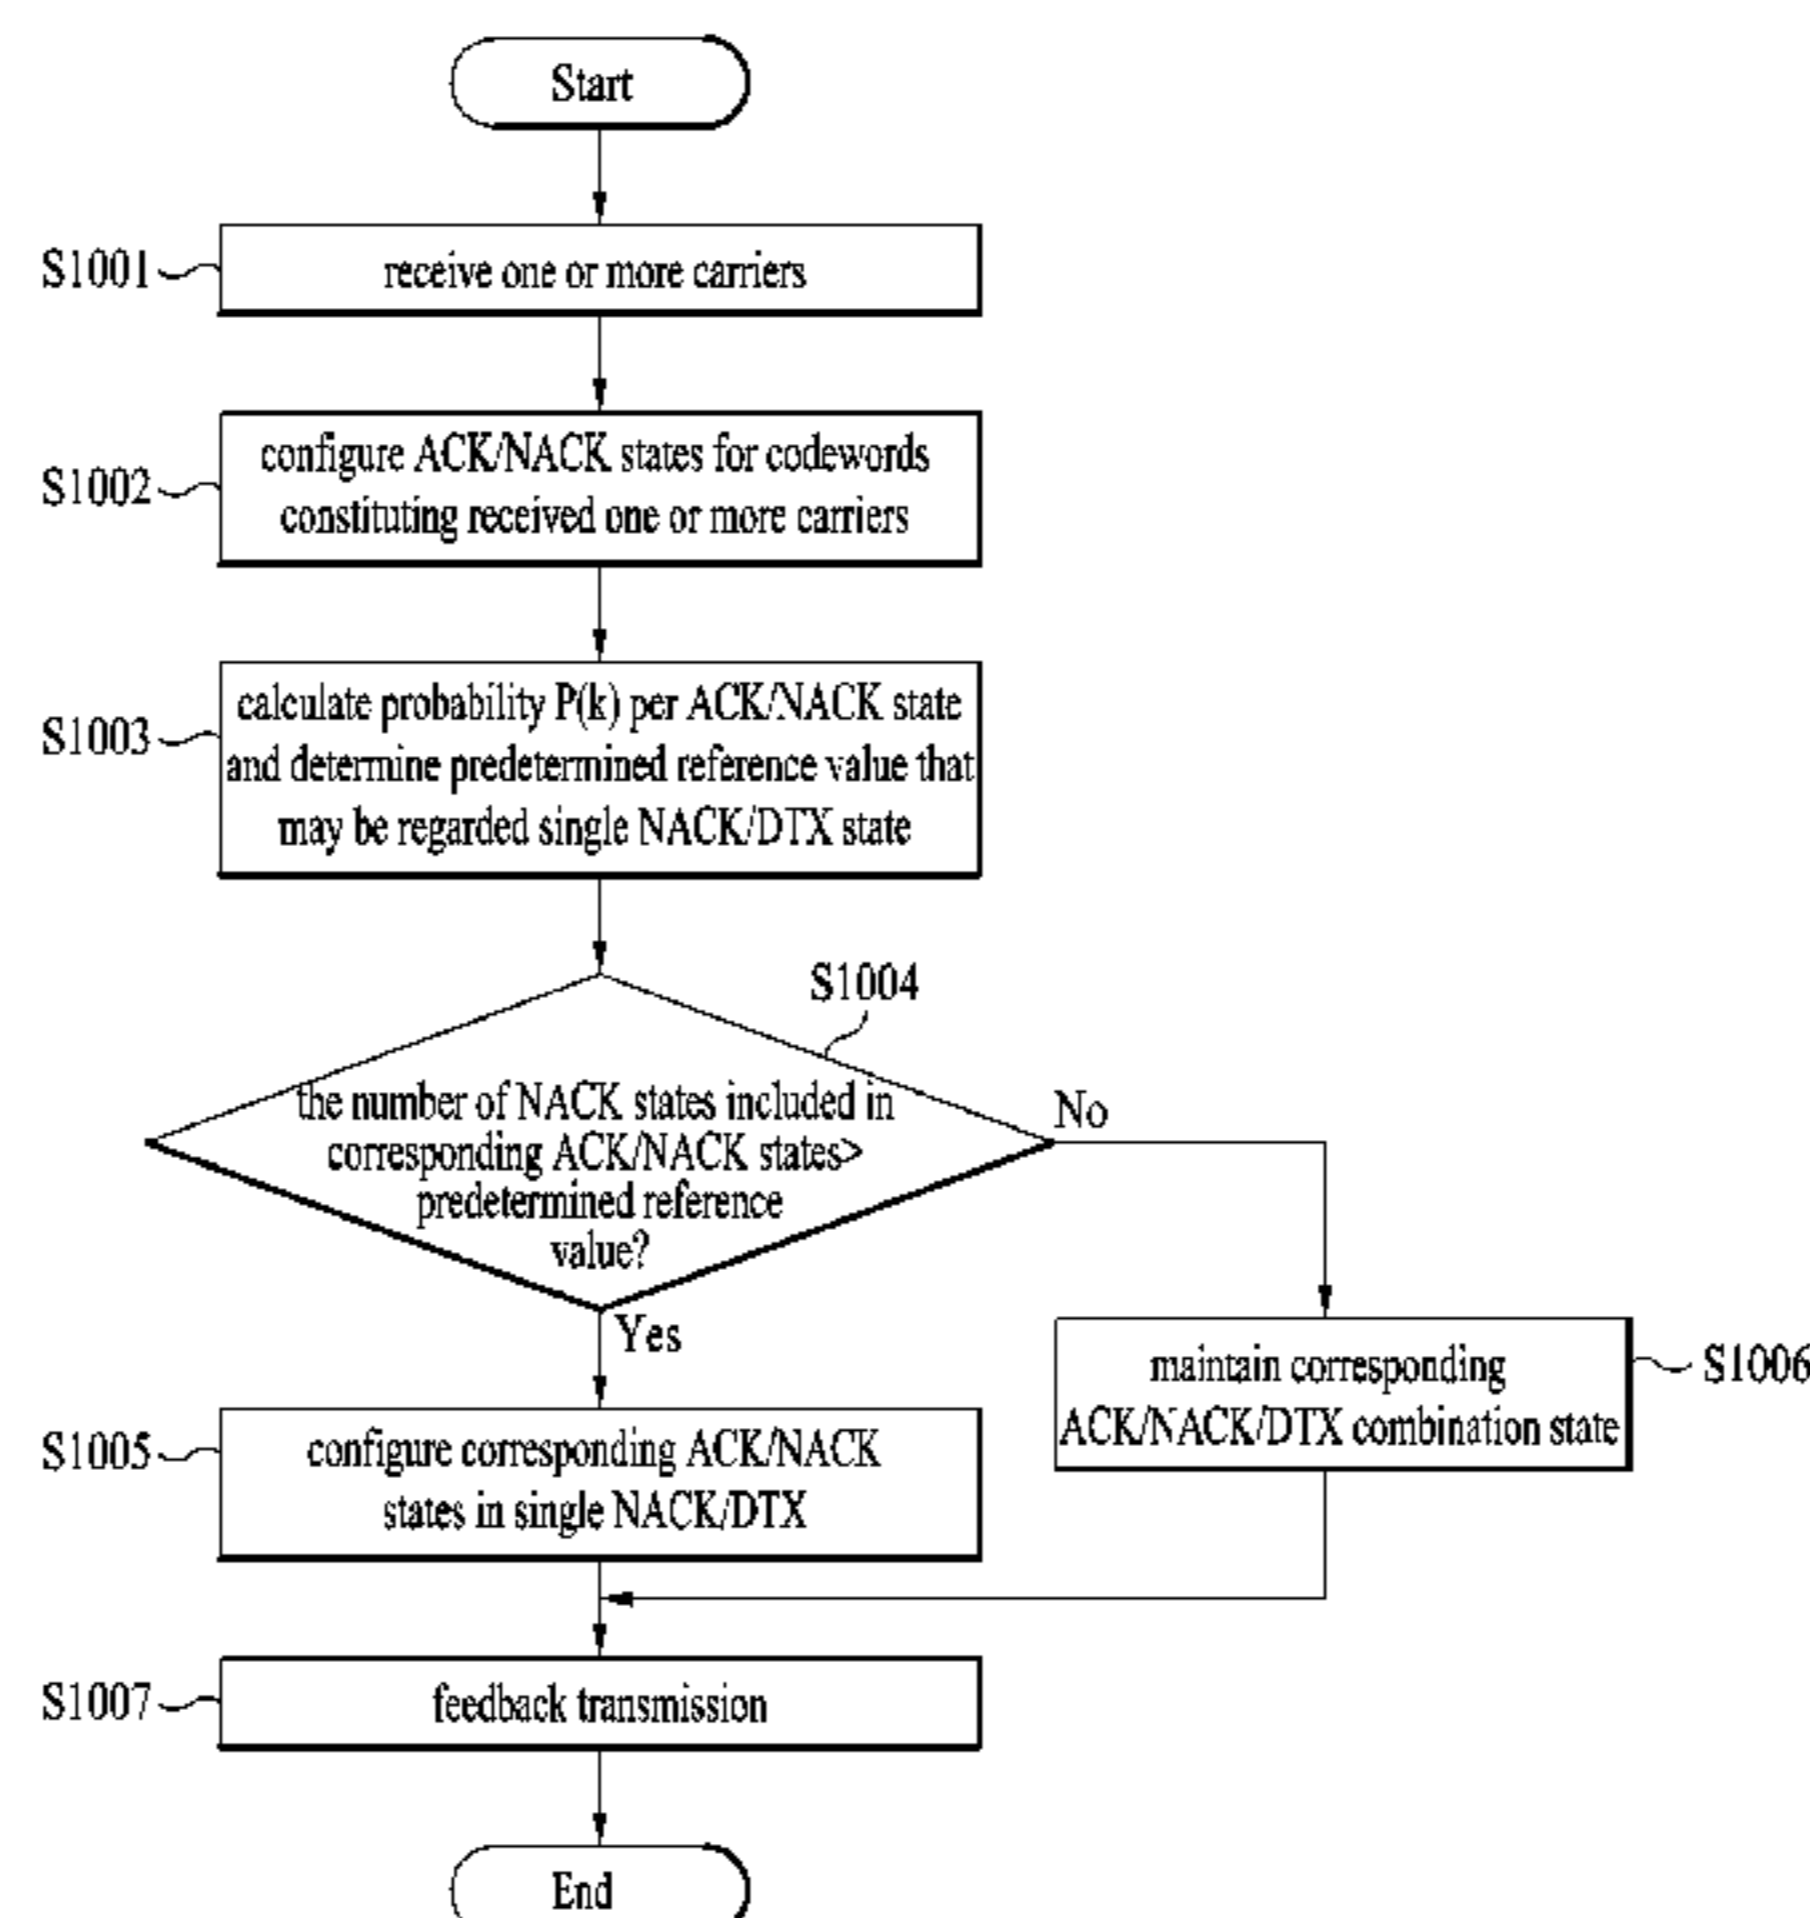 Start
S1001
receive one or more carriers
S1002
configure ACK/NACK states for codewords
constituting received one or more carriers
S1003
calculate probability P(k) per ACK/NACK state
and determine predetermined reference value that
may be regarded single NACK/DTX state
S1004
the number of NACK states included in
corresponding ACK/NACK states>
predetermined reference
value?
No
Yes
S1005
configure corresponding ACK/NACK
states in single NACK/DTX
maintain corresponding
ACK/NACK/DTX combination state
S1006
S1007
feedback transmission
End